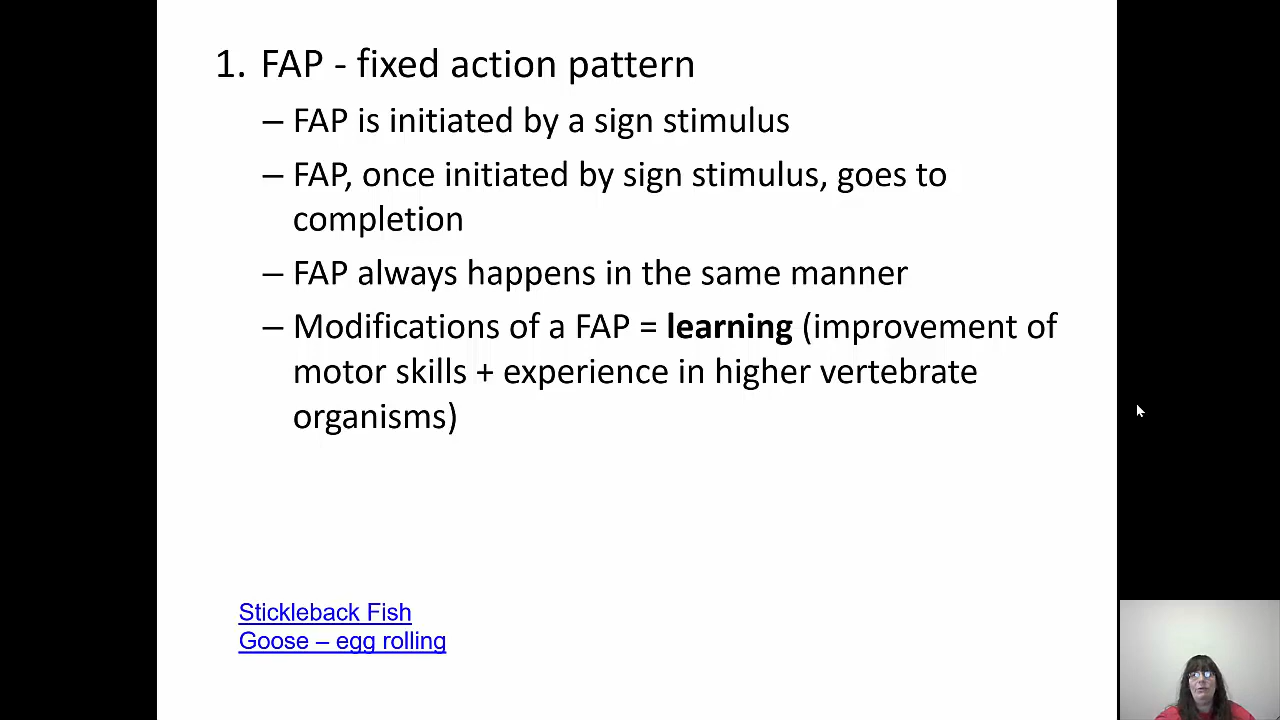 1. FAP - fixed action pattern
– FAP is initiated by a sign stimulus
– FAP, once initiated by sign stimulus, goes to
completion
– FAP always happens in the same manner
– Modifications of a FAP = learning (improvement of
motor skills + experience in higher vertebrate
organisms)
Stickleback Fish
Goose – egg rolling